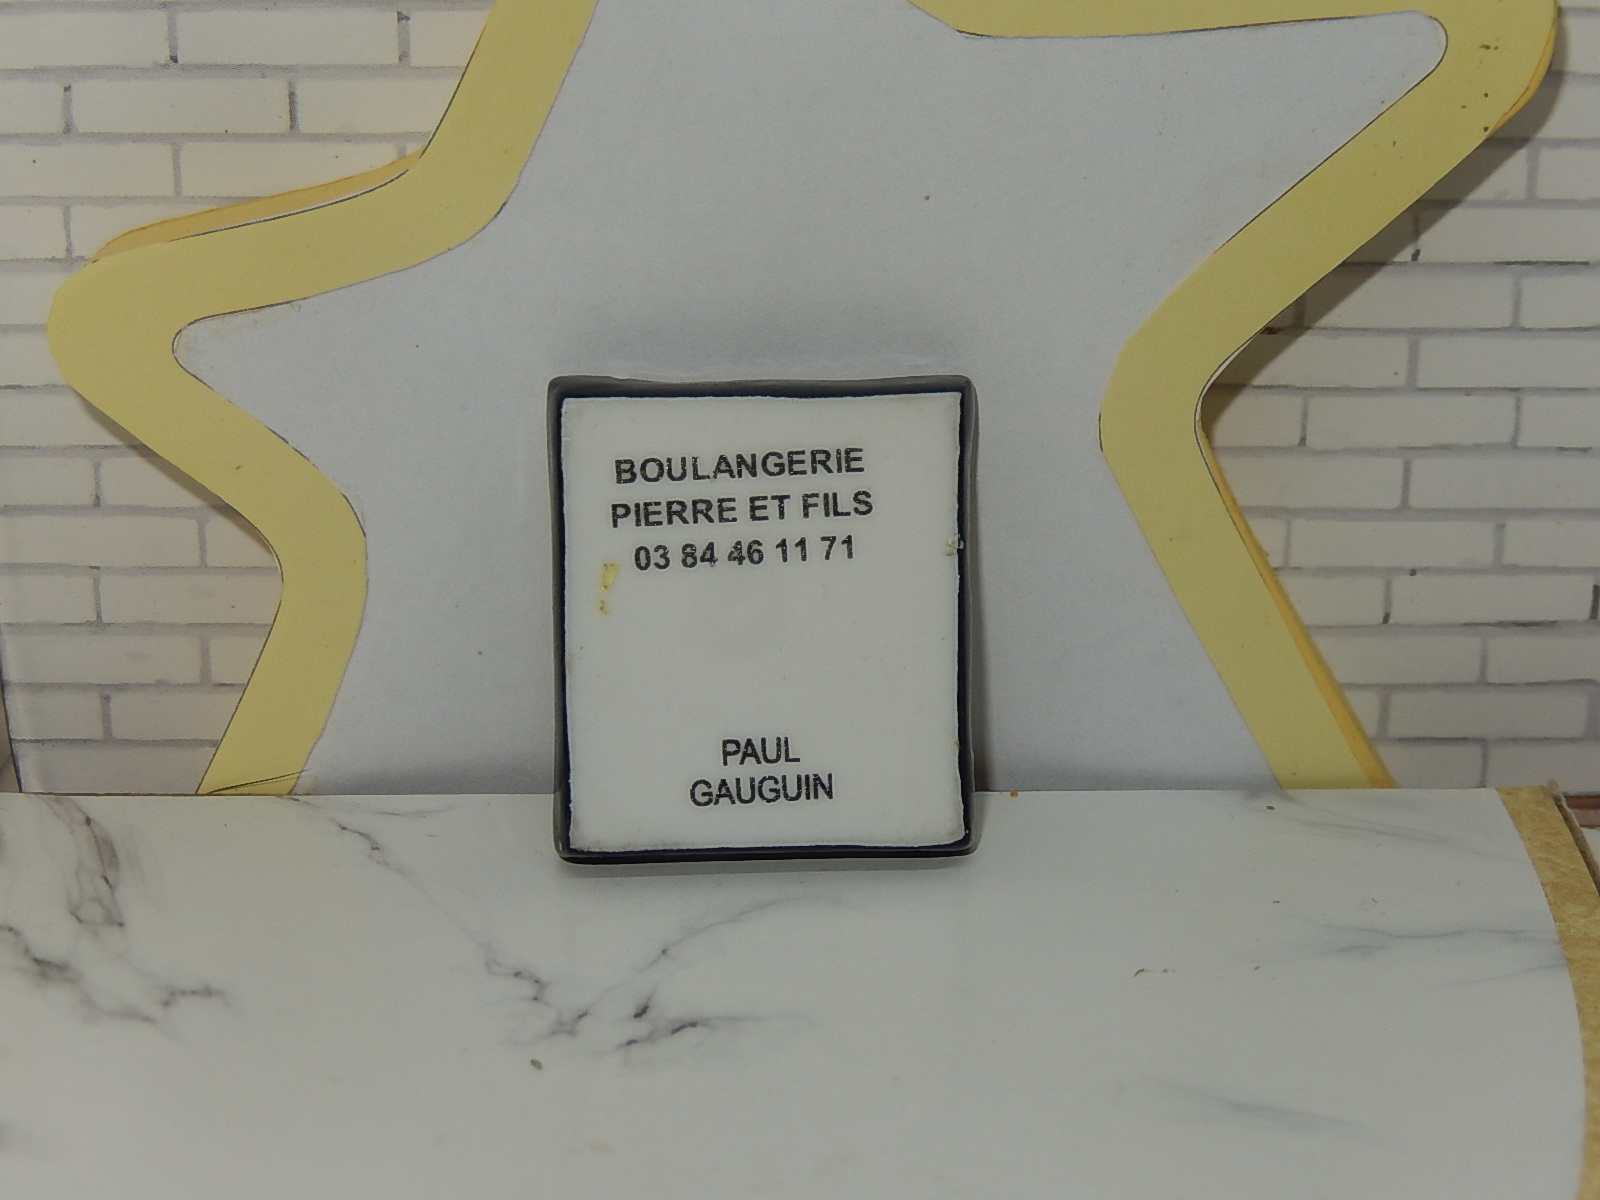 BOULANGERIE
PIERRE ET FILS
03 84 46 11 71
PAUL
GAUGUIN